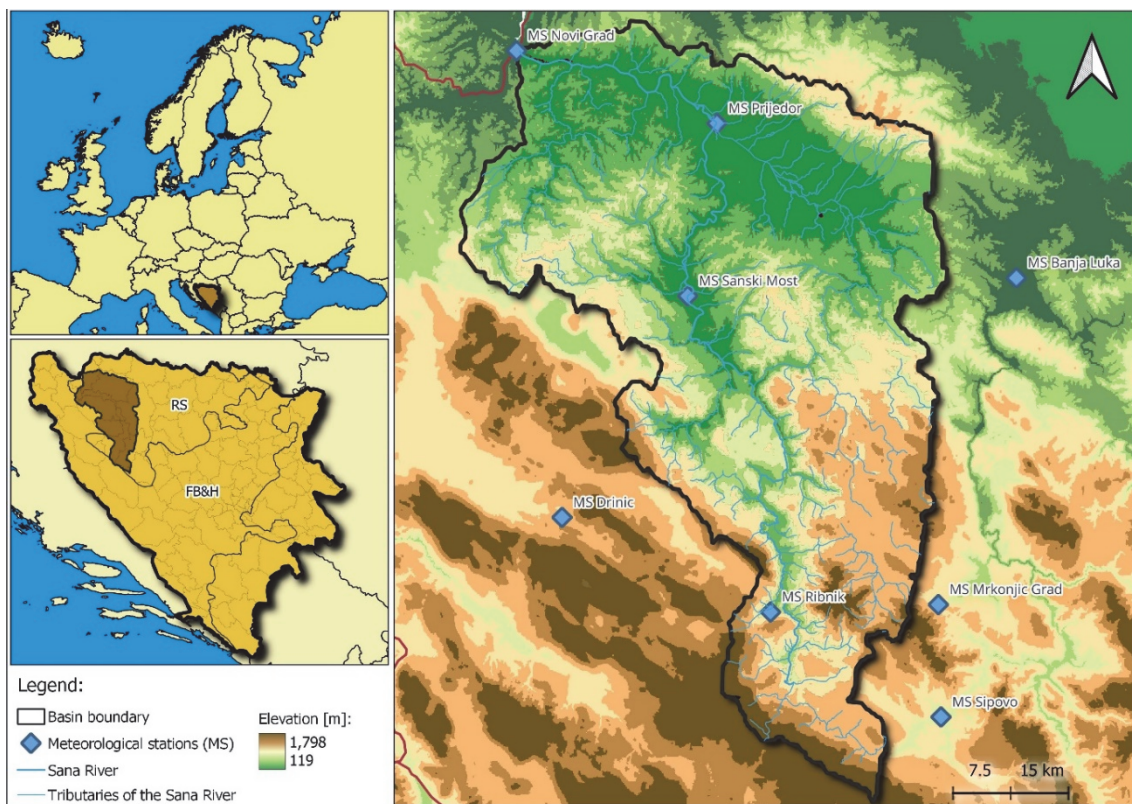 RS
FB&H
Legend:
Basin boundary
Meteorological stations (MS)
Sana River
Tributaries of the Sana River
Elevation [m]:
1,798
119
MS Novi Grad
MS Prijedor
MS Banja Luka
MS Sanski Most
MS Drinic
MS Ribnik
MS Mrkonjic Grad
MS Sipovo
7.5 15 km